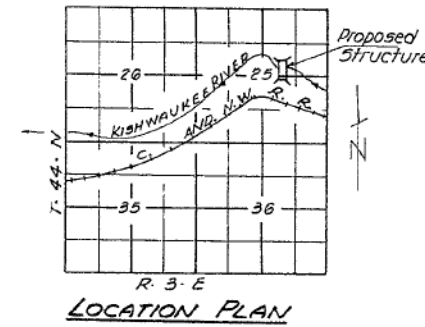 Proposed
Structure
26
25
KISHWAUKEE RIVER
C. AND. N.W. R. R.
T. 44. N
N
35
36
R. 3. E
LOCATION PLAN